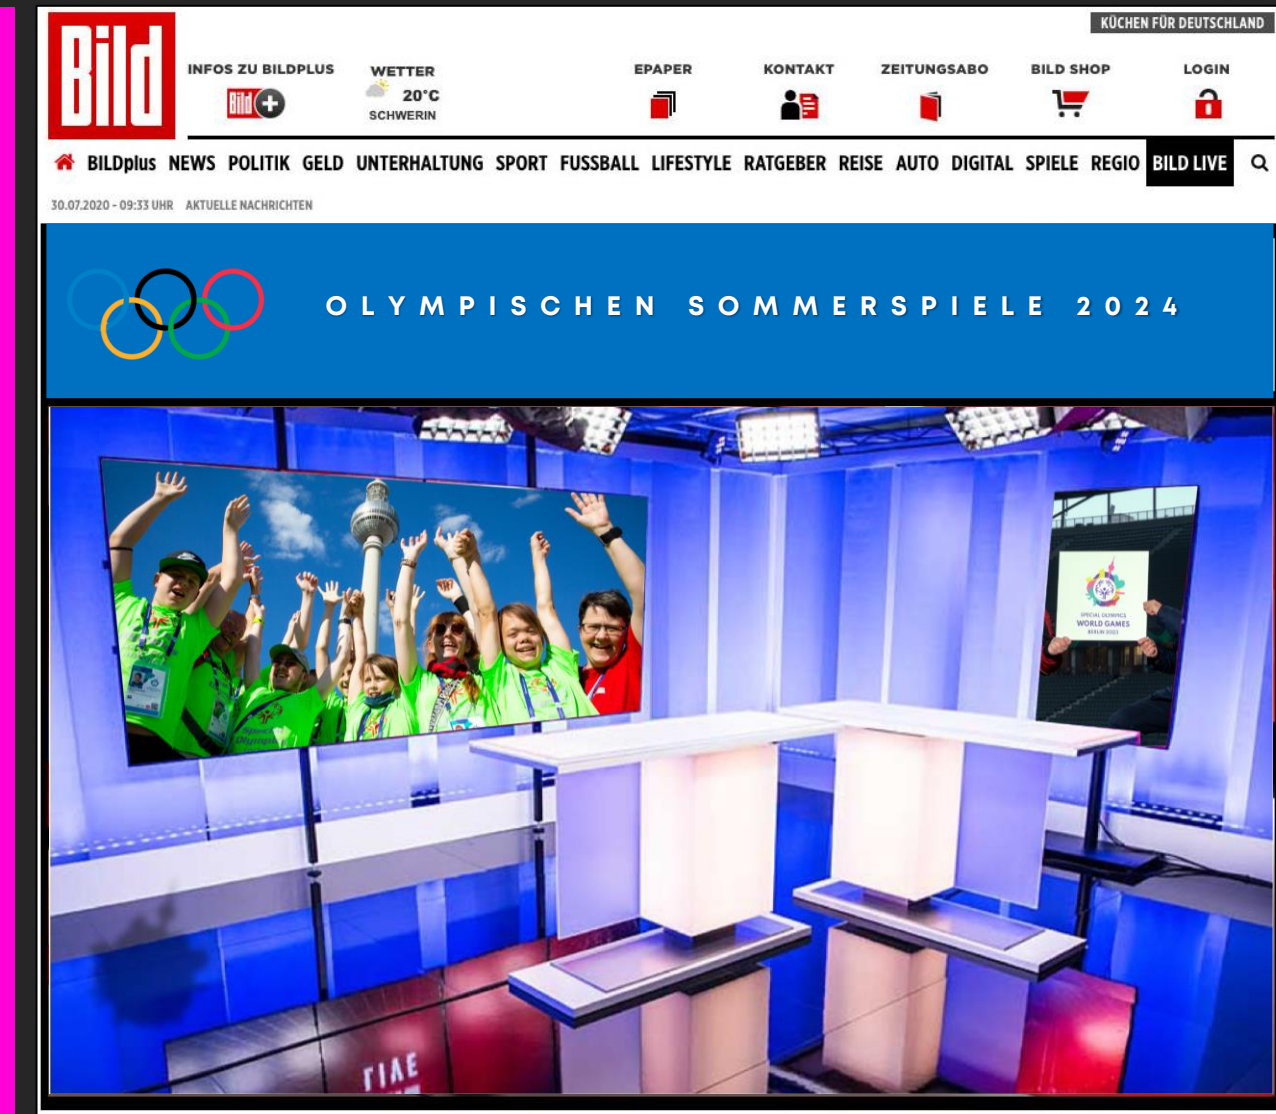 KÜCHEN FÜR DEUTSCHLAND
Bild
INFOS ZU BILDPLUS
Bild +
WETTER
20°C
SCHWERIN
EPAPER
KONTAKT
ZEITUNGSABO
BILD SHOP
LOGIN
BILDplus NEWS POLITIK GELD UNTERHALTUNG SPORT FUSSBALL LIFESTYLE RATGEBER REISE AUTO DIGITAL SPIELE REGIO BILD LIVE
30.07.2020 - 09:33 UHR AKTUELLE NACHRICHTEN
OLYMPISCHEN SOMMERSPIELE 2024
SPECIAL OLYMPICS
WORLD GAMES
BERLIN 2023